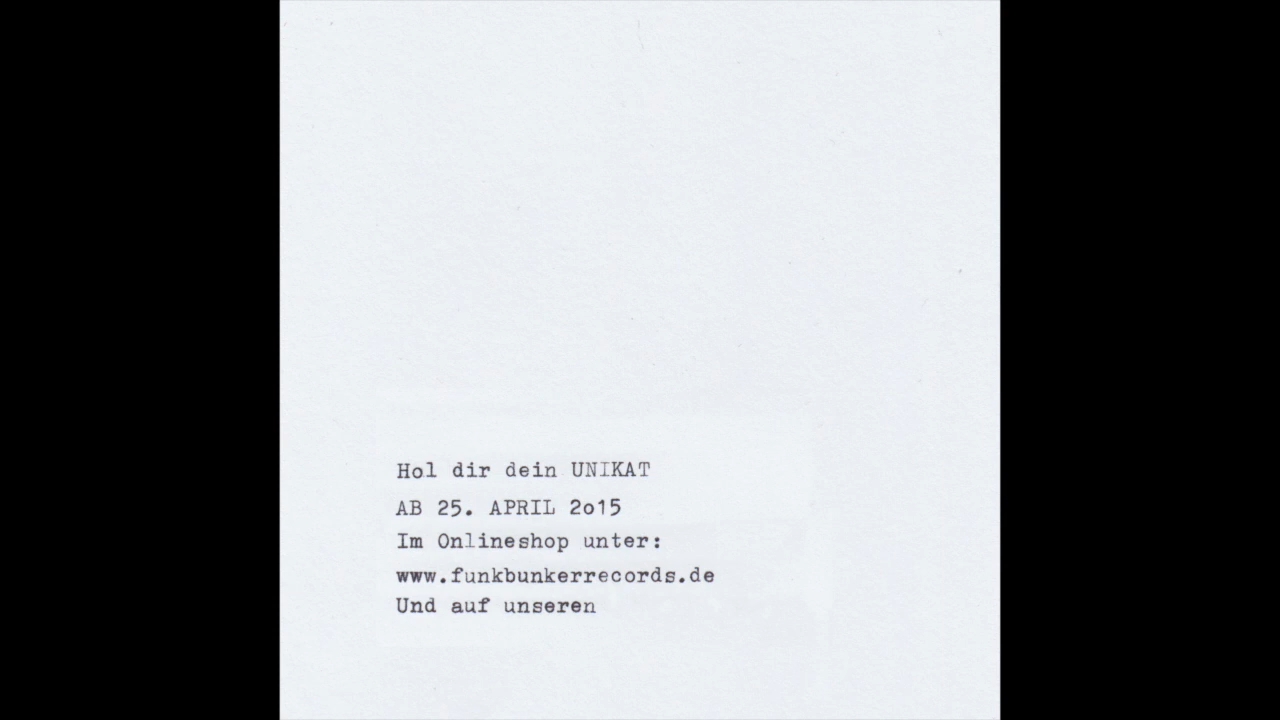 Hol dir dein UNIKAT
AB 25. APRIL 2o15
Im Onlineshop unter:
www.funkbunkerrecords.de
Und auf unseren